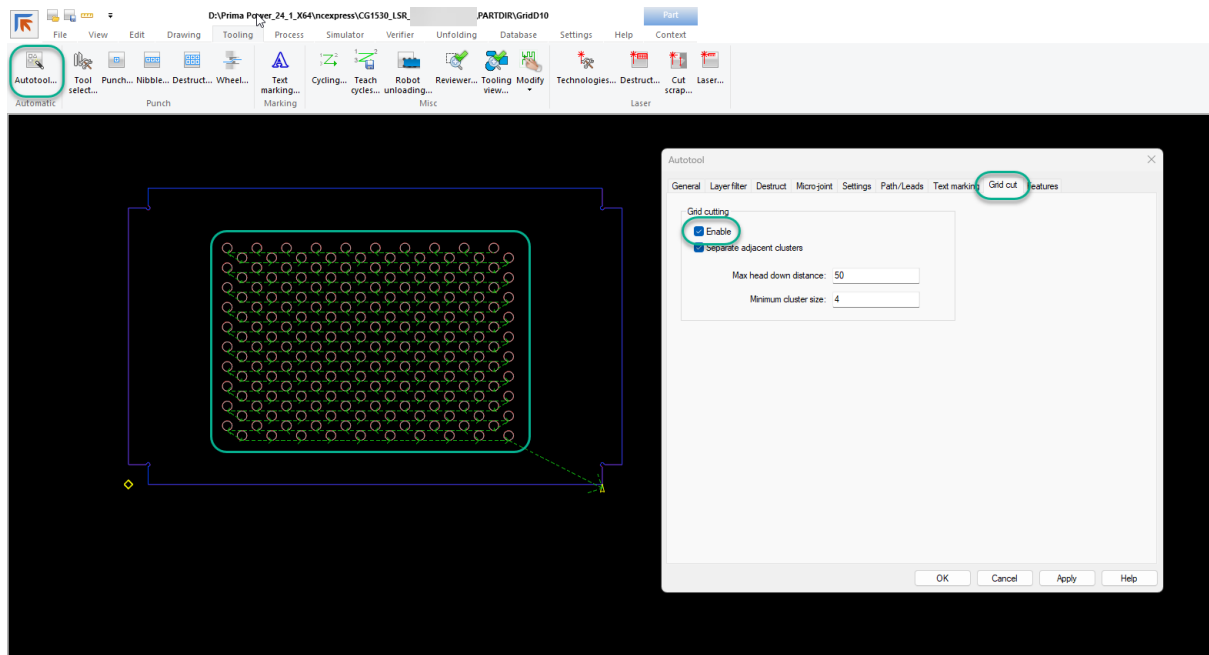 D:\Prima Power_24_1_X64\ncexpress\CG1530_LSR_ PARTDIR\GridD10
Part
File View Edit Drawing Tooling Process Simulator Verifier Unfolding Database Settings Help Context
Autotool... Tool select... Punch... Nibble... Destruct... Wheel... Text marking... Cycling... Teach cycles... Robot unloading... Reviewer... Tooling view... Modify Technologies... Destruct... Cut scrap... Laser...
Automatic Punch Marking Misc Laser
Autotool
General Layer filter Destruct Micro-joint Settings Path/Leads Text marking Grid cut Features
Grid cutting
Enable
Separate adjacent clusters
Max head down distance: 50
Minimum cluster size: 4
OK Cancel Apply Help